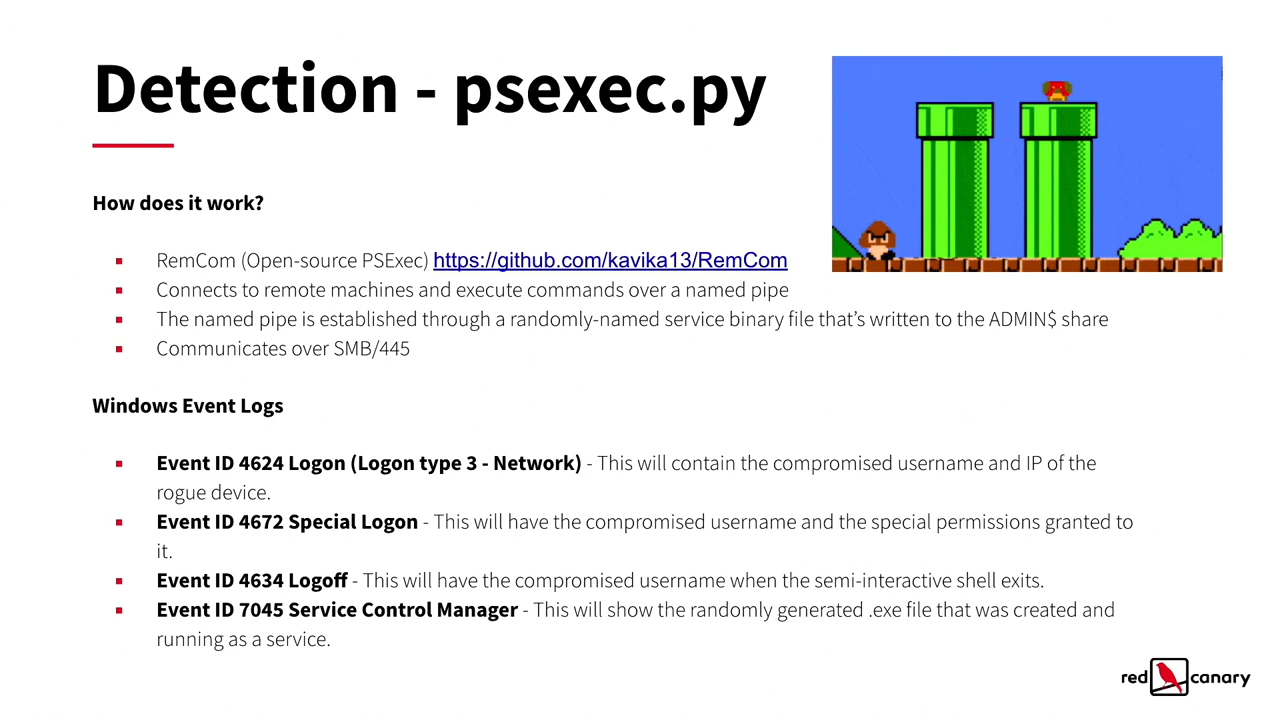 Detection - psexec.py
How does it work?
RemCom (Open-source PSExec) https://github.com/kavika13/RemCom
Connects to remote machines and execute commands over a named pipe
The named pipe is established through a randomly-named service binary file that’s written to the ADMIN$ share
Communicates over SMB/445
Windows Event Logs
Event ID 4624 Logon (Logon type 3 - Network) - This will contain the compromised username and IP of the
rogue device.
Event ID 4672 Special Logon - This will have the compromised username and the special permissions granted to
it.
Event ID 4634 Logoff - This will have the compromised username when the semi-interactive shell exits.
Event ID 7045 Service Control Manager - This will show the randomly generated .exe file that was created and
running as a service.
red canary